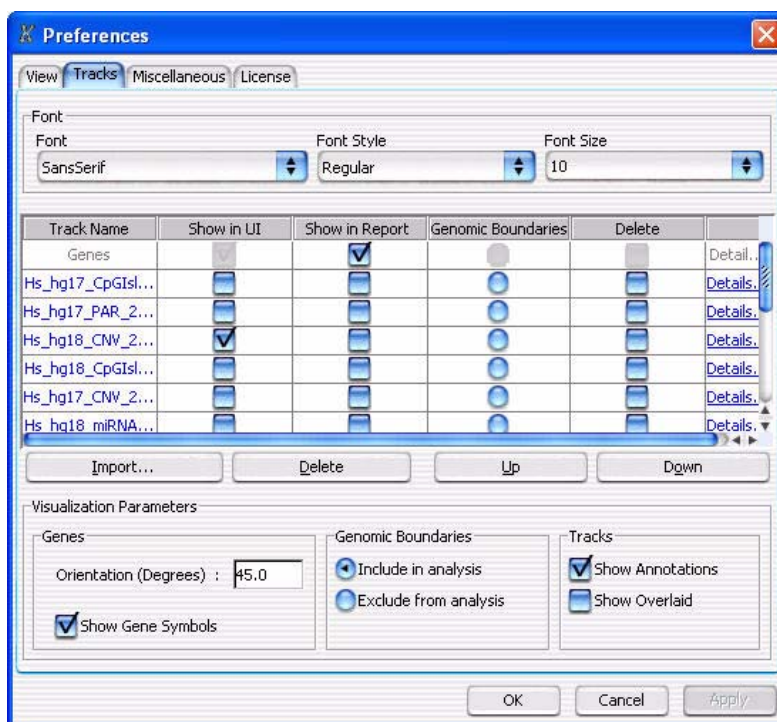 Preferences
View Tracks Miscellaneous License
Font
Font Font Style Font Size
SansSerif Regular 10
Track Name Show in UI Show in Report Genomic Boundaries Delete
Genes Detail..
Hs_hg17_CpGIsl... Details.
Hs_hg17_PAR_2... Details.
Hs_hg18_CNV_2... Details.
Hs_hg18_CpGIsl... Details.
Hs_hg17_CNV_2... Details.
Hs_hg18_miRNA... Details.
Import... Delete Up Down
Visualization Parameters
Genes Genomic Boundaries Tracks
Orientation (Degrees) : 45.0 Include in analysis Show Annotations
Exclude from analysis Show Overlaid
Show Gene Symbols
OK Cancel Apply